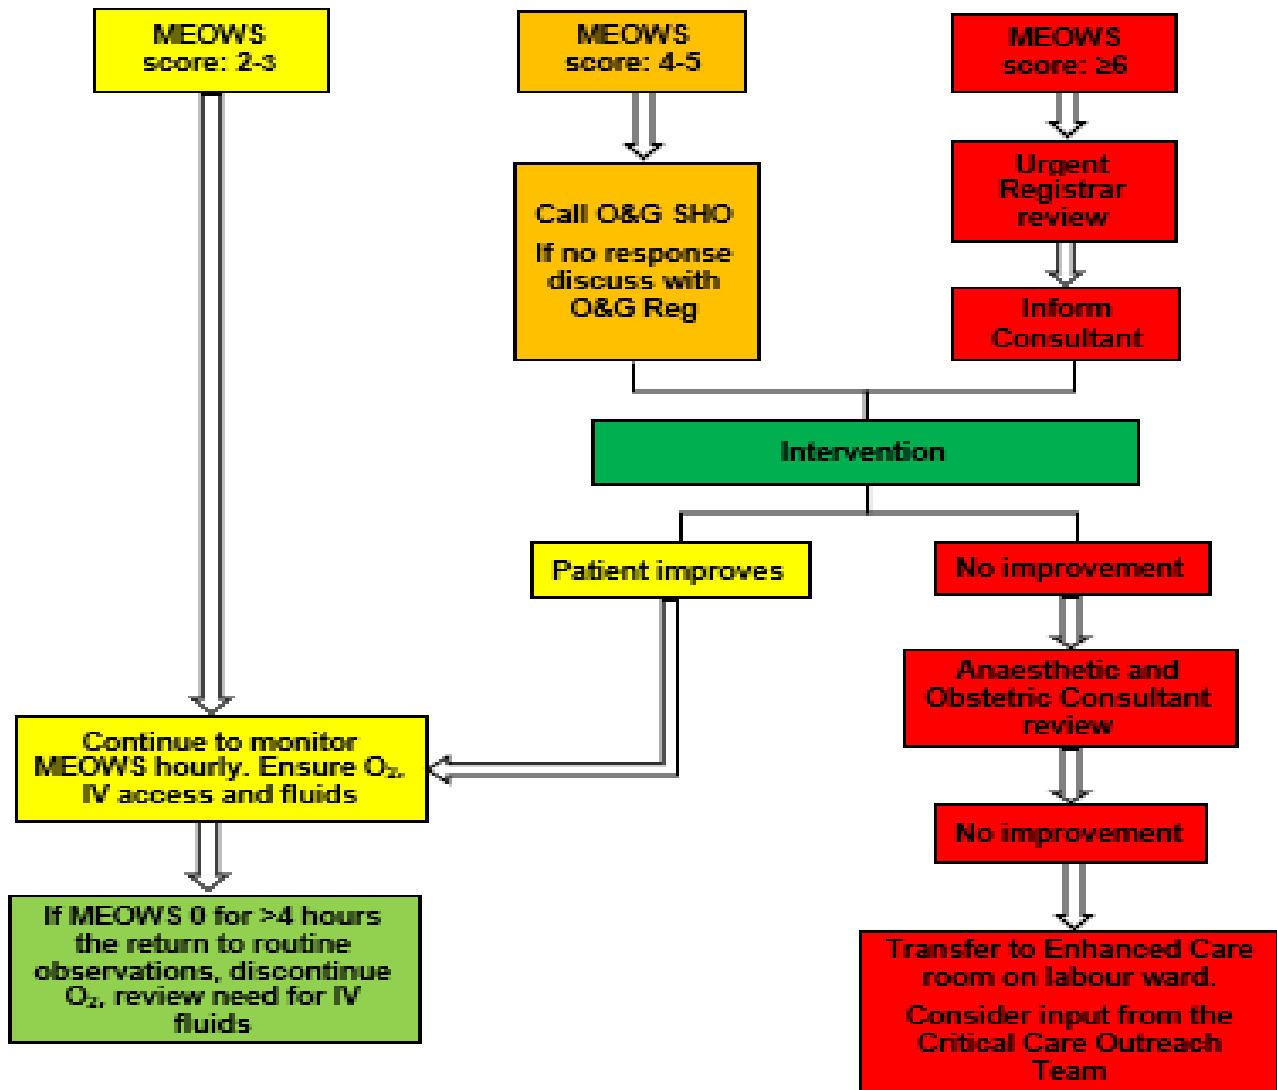 MEOWS
score: 2-3
MEOWS
score: 4-5
MEOWS
score: ≥6
Urgent
Registrar
review
Call O&G SHO
If no response
discuss with
O&G Reg
Inform
Consultant
Intervention
Patient improves
No improvement
Anaesthetic and
Obstetric Consultant
review
Continue to monitor
MEOWS hourly. Ensure O₂,
IV access and fluids
No improvement
If MEOWS 0 for >4 hours
the return to routine
observations, discontinue
O₂, review need for IV
fluids
Transfer to Enhanced Care
room on labour ward.
Consider input from the
Critical Care Outreach
Team